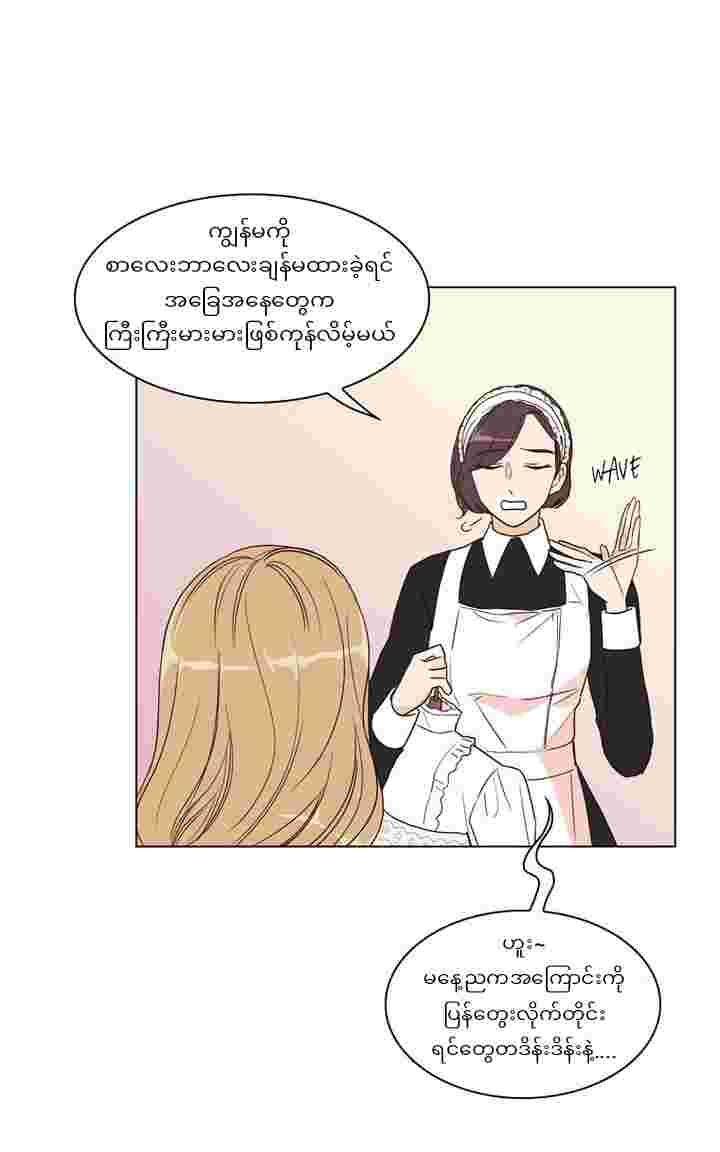 ကျွန်မကို
စာလေးဘာလေးချန်မထားခဲ့ရင်
အခြေအနေတွေက
ကြီးကြီးမားမားဖြစ်ကုန်လိမ့်မယ်
WAVE
ဟူး~
မနေ့ညကအကြောင်းကို
ပြန်တွေးလိုက်တိုင်း
ရင်တွေတဒိန်းဒိန်းနဲ့....